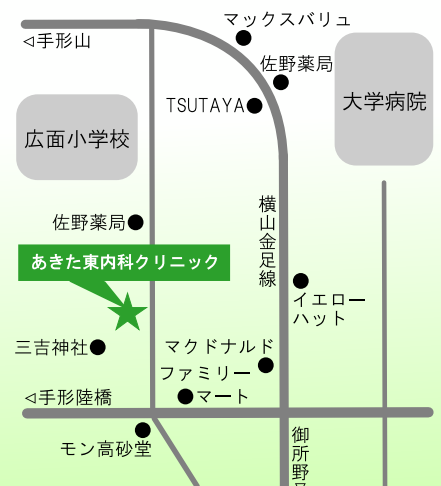 マックスバリュ
◁手形山
佐野薬局
大学病院
TSUTAYA
広面小学校
横山金足線
佐野薬局
あきた東内科クリニック
イエロー
ハット
三吉神社
マクドナルド
ファミリー
マート
◁手形陸橋
モン高砂堂
御所野